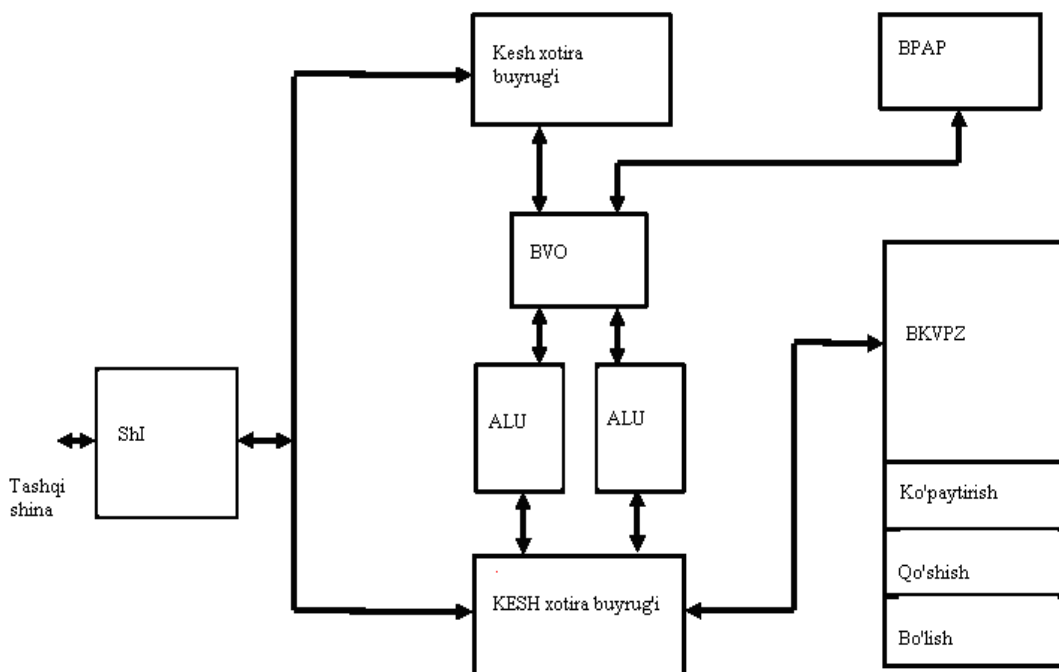 Kesh xotira
buyrug'i
BPAP
BVO
BKVPZ
ShI
ALU
ALU
Tashqi
shina
Ko'paytirish
Qo'shish
KESH xotira buyrug'i
Bo'lish